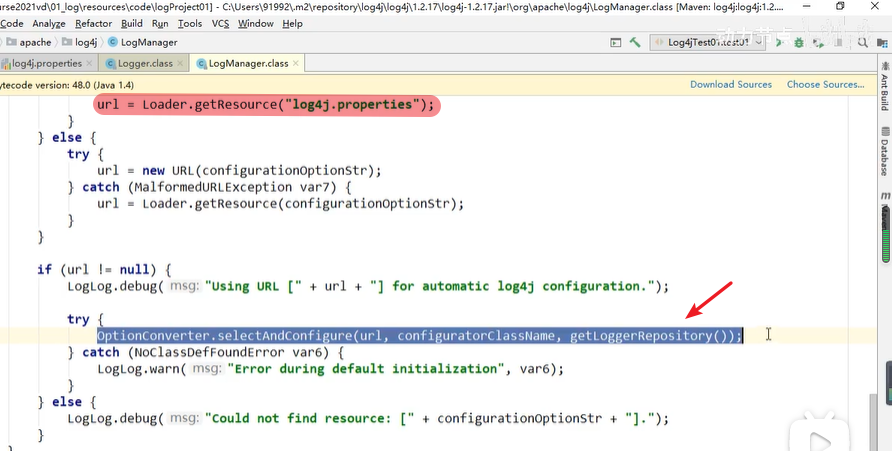 urse2021vd\01_log\resources\code\logProject01] - C:\Users\91992\.m2\repository\log4j\log4j\1.2.17\log4j-1.2.17.jar!\org\apache\log4j\LogManager.class [Maven: log4j:log4j:1.2.
Code Analyze Refactor Build Run Tools VCS Window Help
apache log4j LogManager Log4jTest01.test01
动力节点
log4j.properties Logger.class LogManager.class
ytecode version: 48.0 (Java 1.4) Download Sources Choose Sources...
url = Loader.getResource("log4j.properties");
}
} else {
try {
url = new URL(configurationOptionStr);
} catch (MalformedURLException var7) {
url = Loader.getResource(configurationOptionStr);
}
}
if (url != null) {
LogLog.debug( msg: "Using URL [" + url + "] for automatic log4j configuration.");
try {
OptionConverter.selectAndConfigure(url, configuratorClassName, getLoggerRepository());
} catch (NoClassDefFoundError var6) {
LogLog.warn( msg: "Error during default initialization", var6);
}
} else {
LogLog.debug( msg: "Could not find resource: [" + configurationOptionStr + "].");
}
Ant Build
Database
m